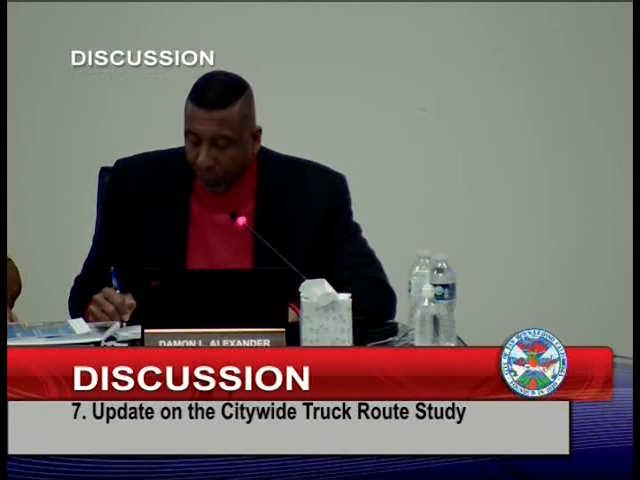 DISCUSSION
DAMON L. ALEXANDER
DISCUSSION
7. Update on the Citywide Truck Route Study